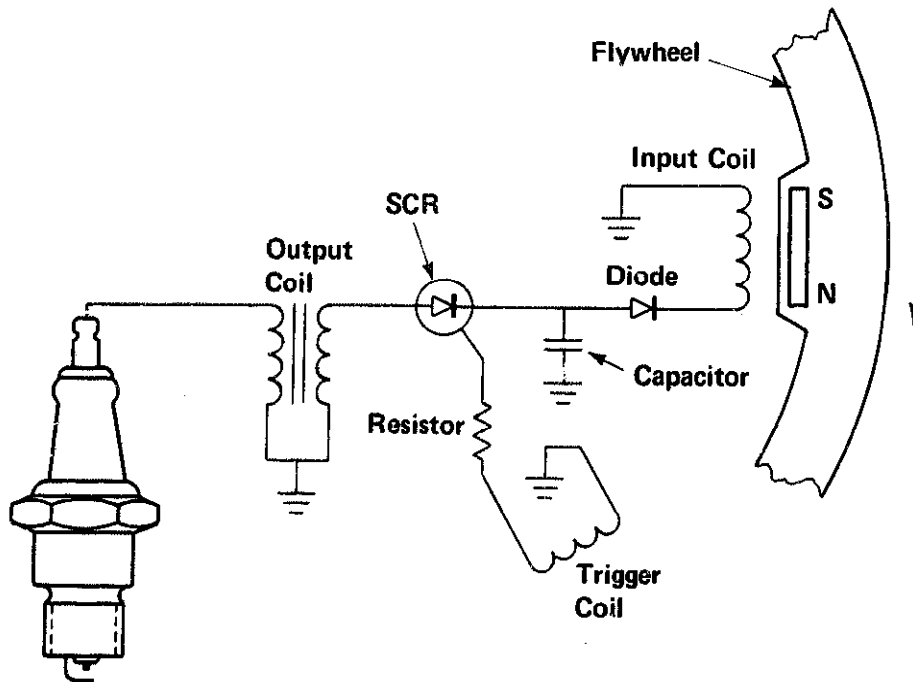 Flywheel
Input Coil
S
N
SCR
Output
Coil
Diode
Capacitor
Resistor
Trigger
Coil